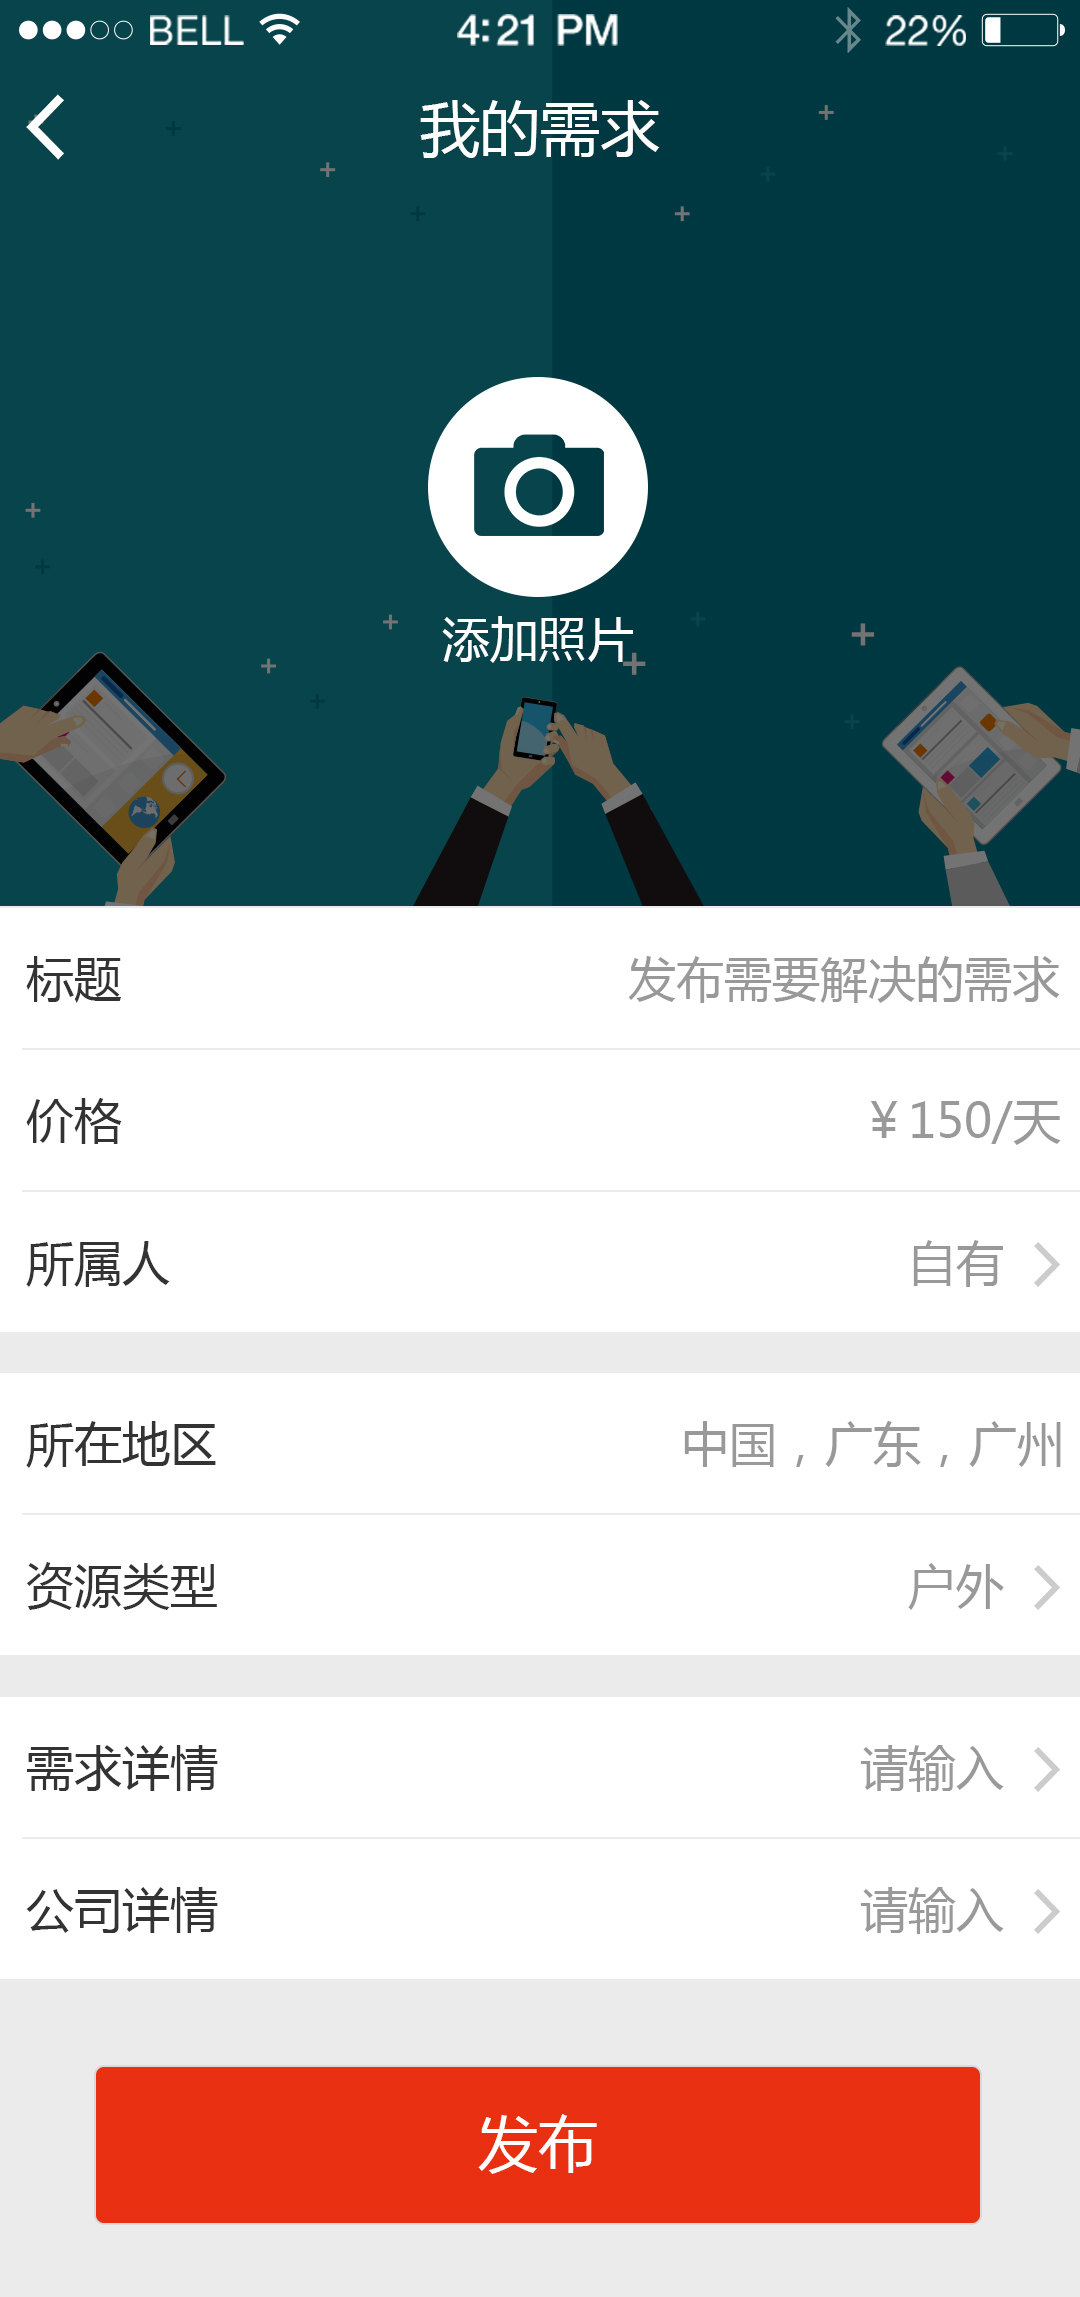 BELL 4:21 PM 22%
我的需求
添加照片
标题 发布需要解决的需求
价格 ¥150/天
所属人 自有
所在地区 中国，广东，广州
资源类型 户外
需求详情 请输入
公司详情 请输入
发布